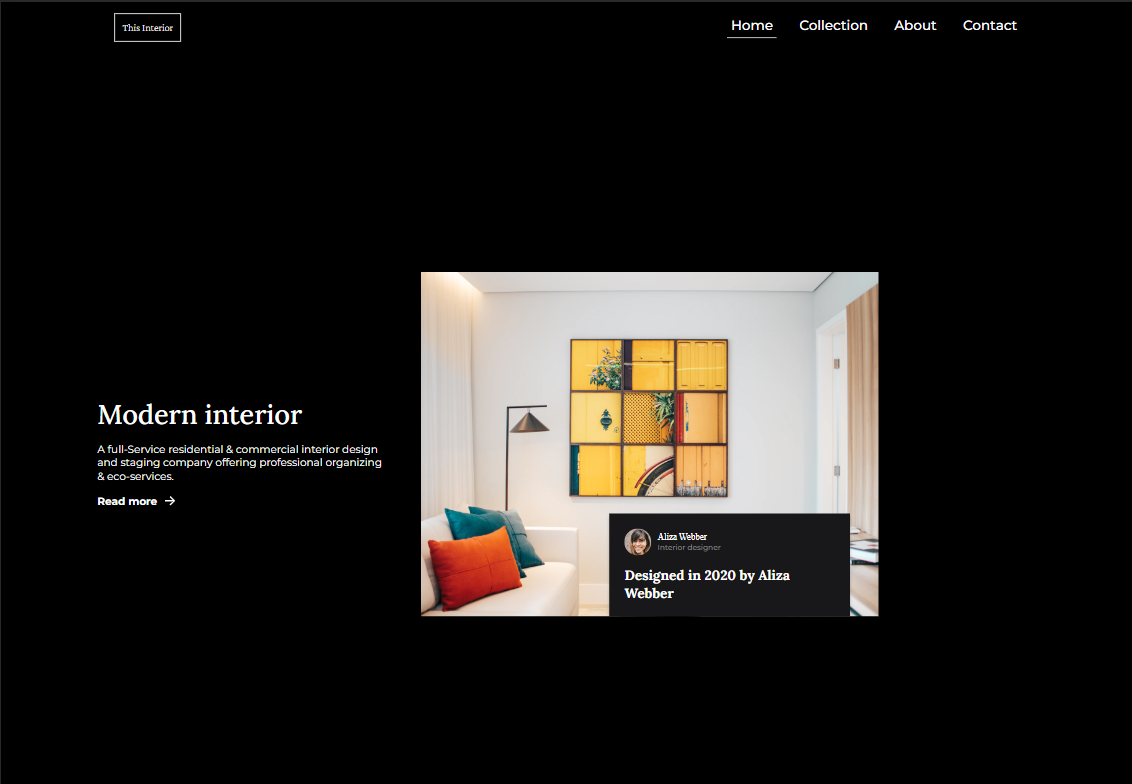 This Interior
Home Collection About Contact
Modern interior
A full-Service residential & commercial interior design
and staging company offering professional organizing
& eco-services.
Read more
Aliza Webber
Interior designer
Designed in 2020 by Aliza
Webber